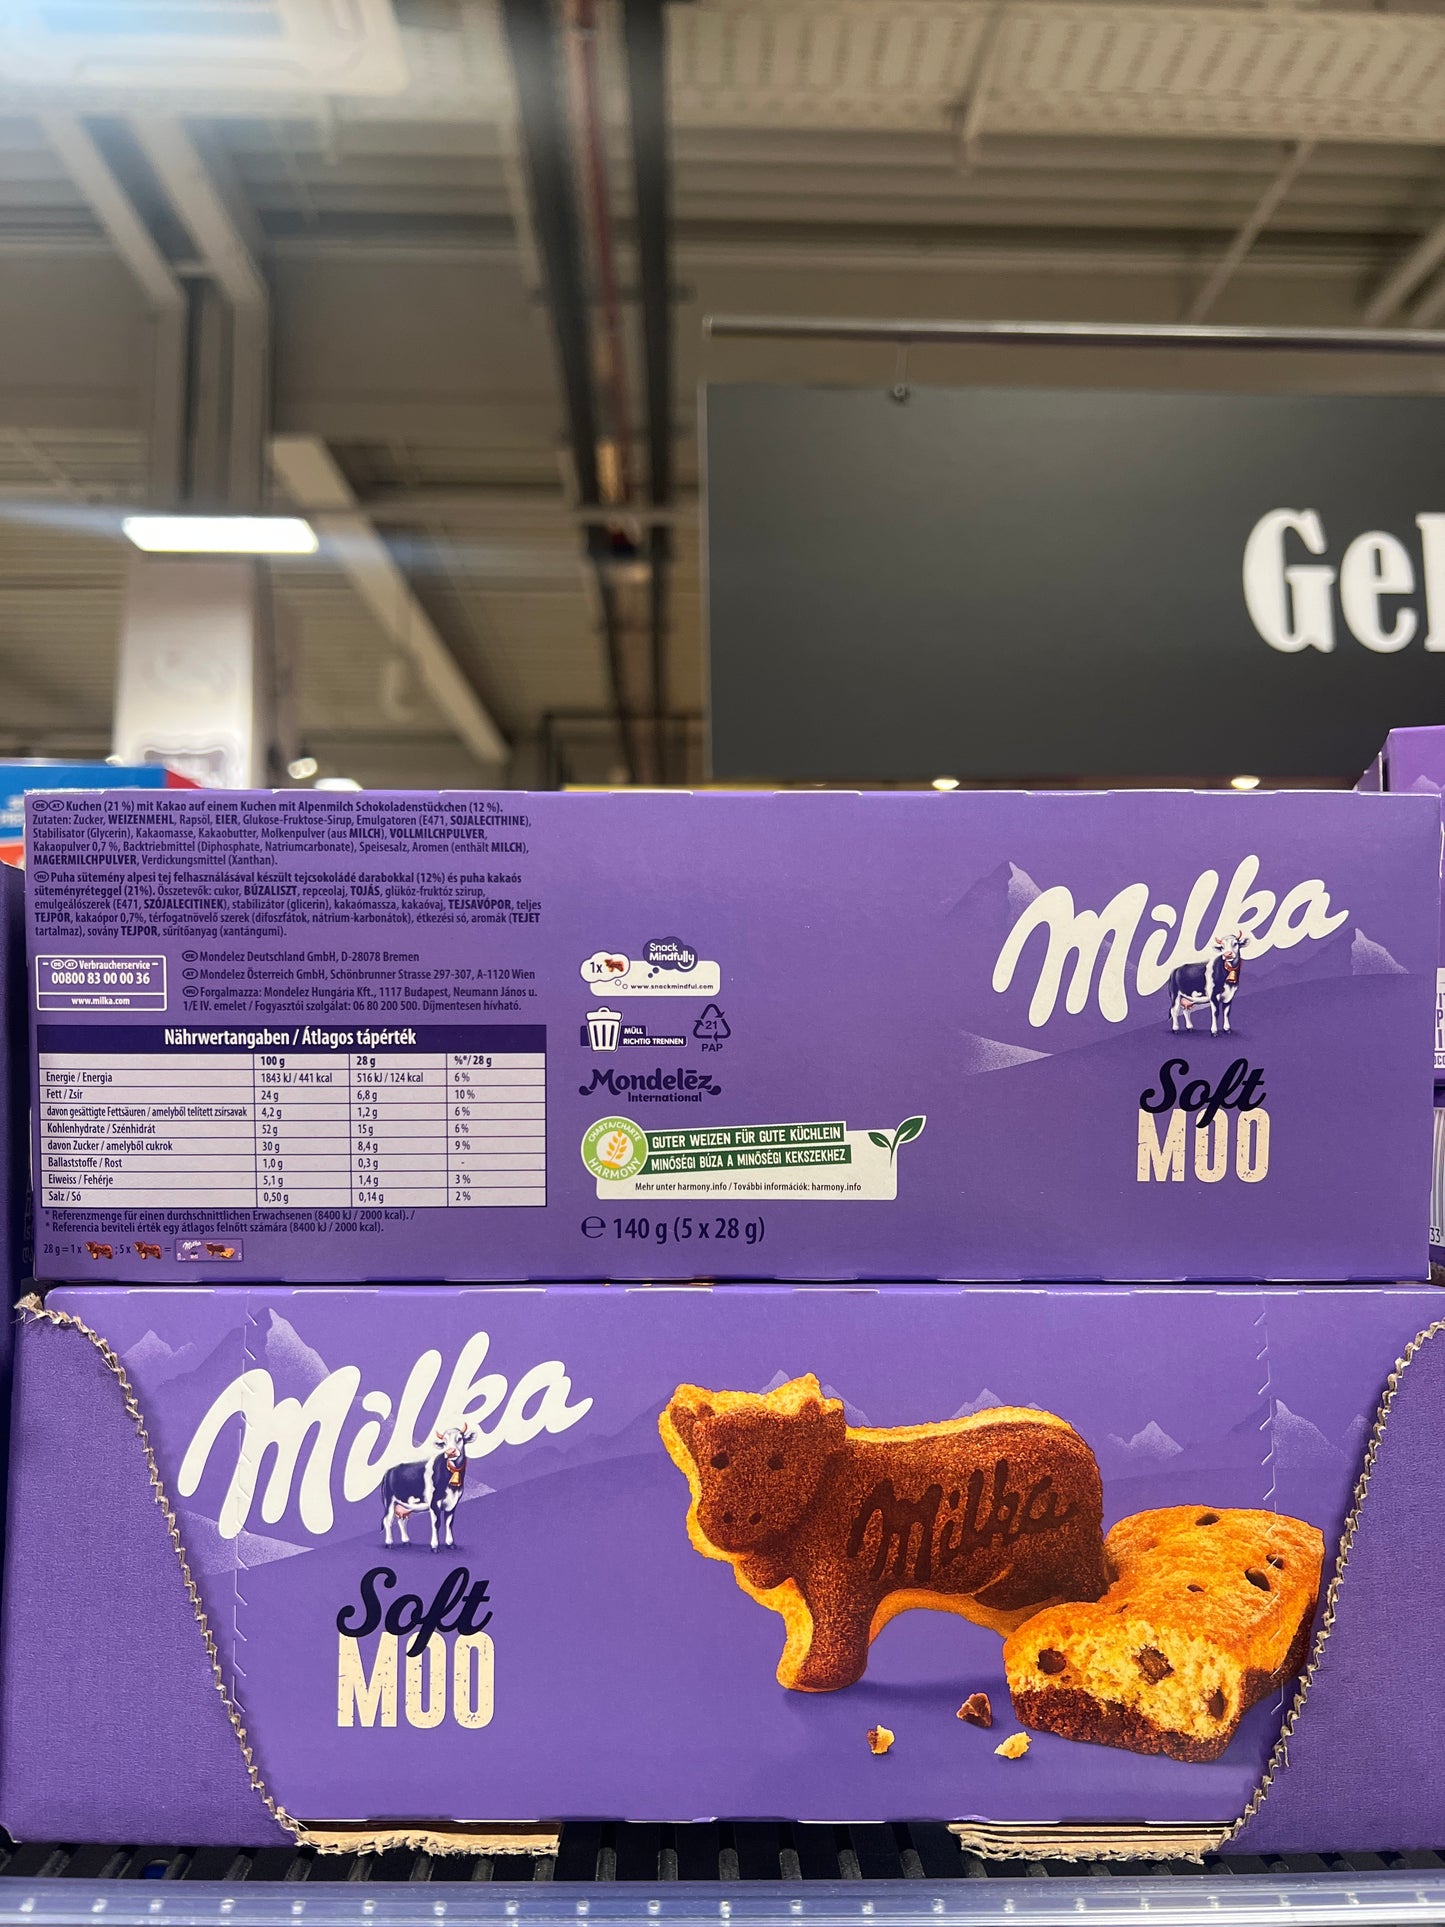 Gel
DE AT Kuchen (21 %) mit Kakao auf einem Kuchen mit Alpenmilch Schokoladenstückchen (12 %).
Zutaten: Zucker, WEIZENMEHL, Rapsöl, EIER, Glukose-Fruktose-Sirup, Emulgatoren (E471, SOJALECITHINE),
Stabilisator (Glycerin), Kakaomasse, Kakaobutter, Molkenpulver (aus MILCH), VOLLMILCHPULVER,
Kakaopulver 0,7 %, Backtriebmittel (Diphosphate, Natriumcarbonate), Speisesalz, Aromen (enthält MILCH),
MAGERMILCHPULVER, Verdickungsmittel (Xanthan).
HU Puha sütemény alpesi tej felhasználásával készült tejcsokoládé darabokkal (12%) és puha kakaós
süteményréteggel (21%). Összetevők: cukor, BÚZALISZT, repceolaj, TOJÁS, glükóz-fruktóz szirup,
emulgeálószerek (E471, SZÓJALECITINEK), stabilizátor (glicerin), kakaómassza, kakaóvaj, TEJSAVÓPOR, teljes
TEJPOR, kakaópor 0,7%, térfogatnövelő szerek (difoszfátok, nátrium-karbonátok), étkezési só, aromák (TEJET
tartalmaz), sovány TEJPOR, sűrítőanyag (xantángumi).
DE AT Verbraucherservice
00800 83 00 00 36
www.milka.com
DE Mondelez Deutschland GmbH, D-28078 Bremen
AT Mondelez Österreich GmbH, Schönbrunner Strasse 297-307, A-1120 Wien
HU Forgalmazza: Mondelez Hungária Kft., 1117 Budapest, Neumann János u.
1/E IV. emelet / Fogyasztói szolgálat: 06 80 200 500. Díjmentesen hívható.
Nährwertangaben / Átlagos tápérték
100 g 28 g %*/ 28 g
Energie / Energia 1843 kJ / 441 kcal 516 kJ / 124 kcal 6 %
Fett / Zsír 24 g 6,8 g 10 %
davon gesättigte Fettsäuren / amelyből telített zsírsavak 4,2 g 1,2 g 6 %
Kohlenhydrate / Szénhidrát 52 g 15 g 6 %
davon Zucker / amelyből cukrok 30 g 8,4 g 9 %
Ballaststoffe / Rost 1,0 g 0,3 g -
Eiweiss / Fehérje 5,1 g 1,4 g 3 %
Salz / Só 0,50 g 0,14 g 2 %
* Referenzmenge für einen durchschnittlichen Erwachsenen (8400 kJ / 2000 kcal). /
* Referencia beviteli érték egy átlagos felnőtt számára (8400 kJ / 2000 kcal).
28 g = 1 x ; 5 x =
1x
Snack
Mindfully
www.snackmindful.com
MÜLL
RICHTIG TRENNEN
21
PAP
Mondelēz
International
CHARTA/CHARTE
HARMONY
GUTER WEIZEN FÜR GUTE KÜCHLEIN
MINŐSÉGI BÚZA A MINŐSÉGI KEKSZEKHEZ
Mehr unter harmony.info / További információk: harmony.info
℮ 140 g (5 x 28 g)
Milka
Soft
MOO
Milka
Soft
MOO
Milka
33